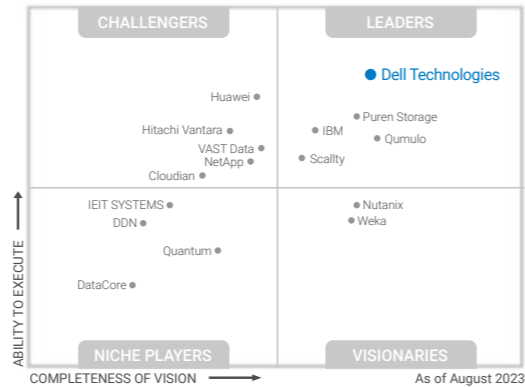 CHALLENGERS
LEADERS
Dell Technologies
Huawei
Puren Storage
Hitachi Vantara
IBM
Qumulo
VAST Data
NetApp
Scallty
Cloudian
IEIT SYSTEMS
Nutanix
DDN
Weka
Quantum
DataCore
ABILITY TO EXECUTE
NICHE PLAYERS
VISIONARIES
COMPLETENESS OF VISION
As of August 2023